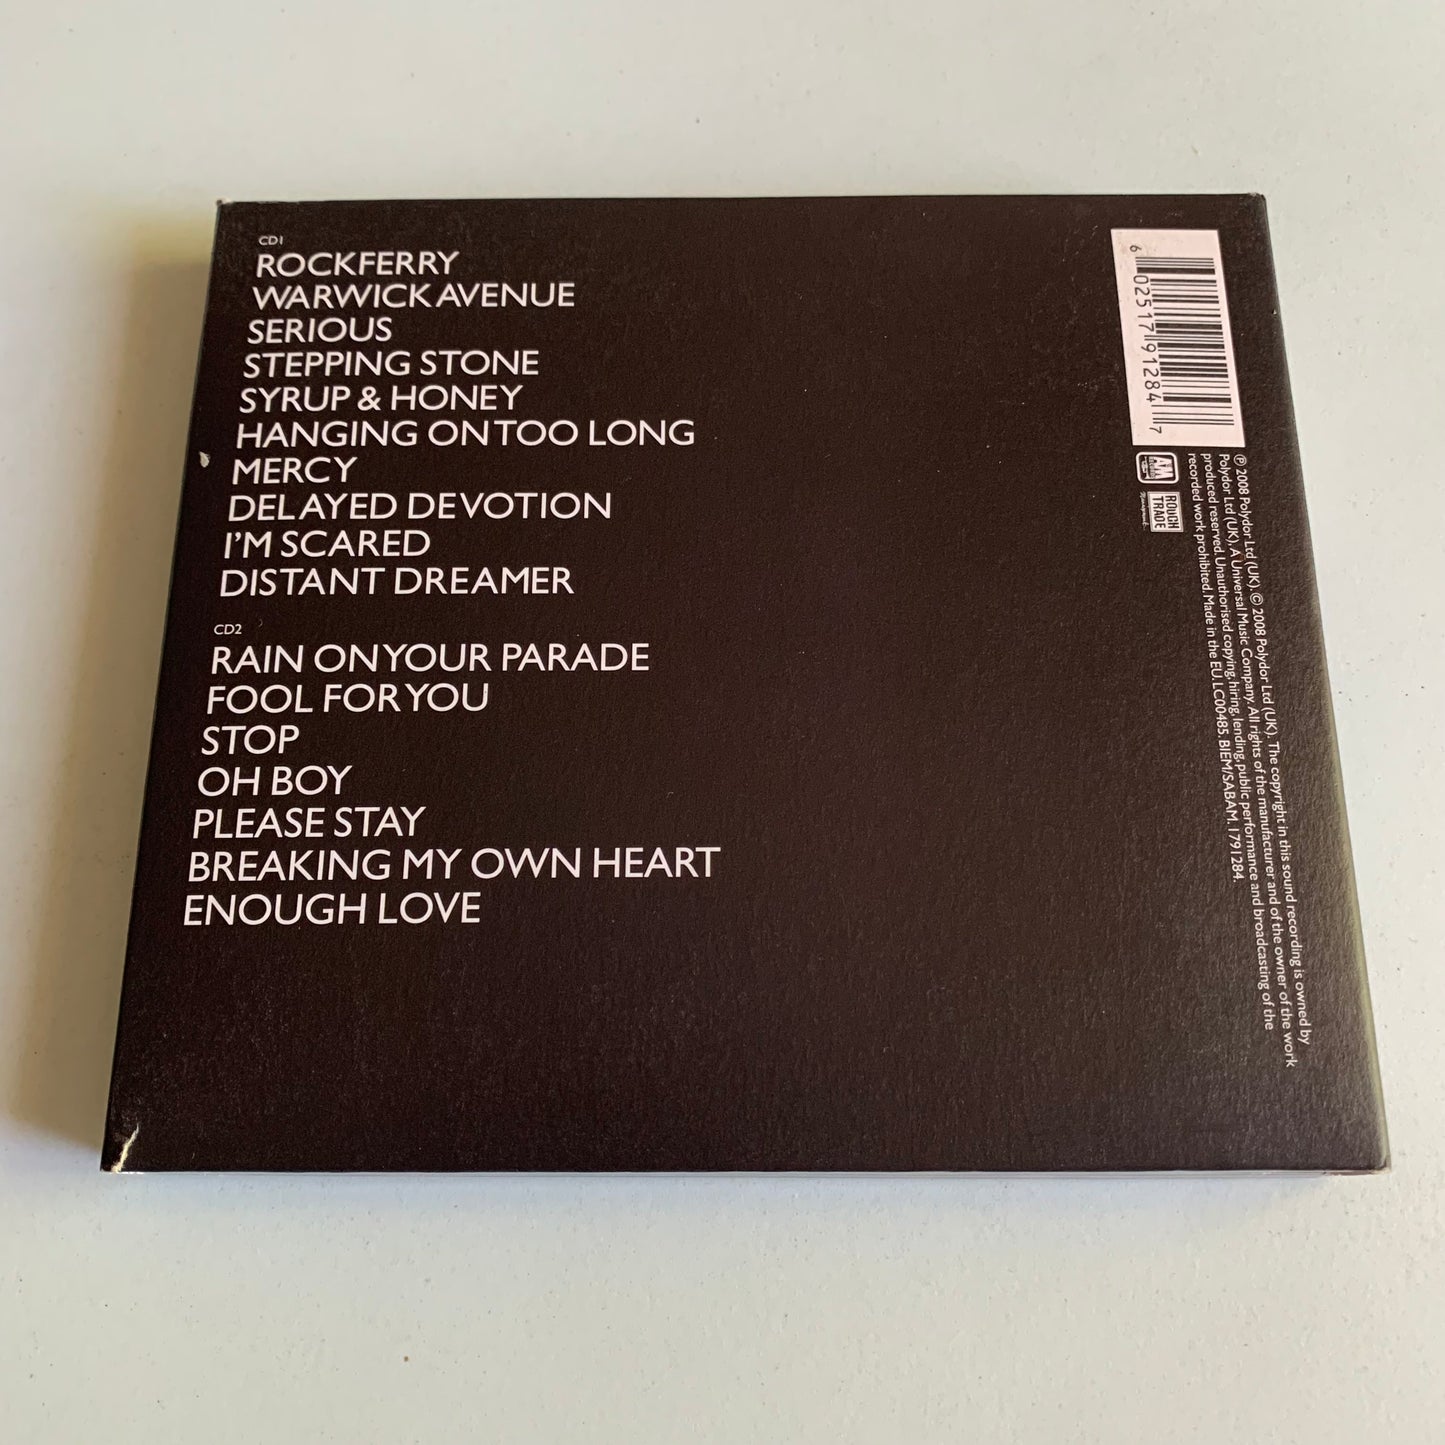 CD1
ROCKFERRY
WARWICK AVENUE
SERIOUS
STEPPING STONE
SYRUP & HONEY
HANGING ON TOO LONG
MERCY
DELAYED DEVOTION
I'M SCARED
DISTANT DREAMER
CD2
RAIN ON YOUR PARADE
FOOL FOR YOU
STOP
OH BOY
PLEASE STAY
BREAKING MY OWN HEART
ENOUGH LOVE
6 02517 91284 7
A&M
RECORDS
ROUGH
TRADE
Management
℗ 2008 Polydor Ltd (UK). © 2008 Polydor Ltd (UK). The copyright in this sound recording is owned by
Polydor Ltd (UK). A Universal Music Company. All rights of the manufacturer and of the owner of the work
produced reserved. Unauthorised copying, hiring, lending, public performance and broadcasting of the
recorded work prohibited. Made in the EU. LC00485. BIEM/SABAM. 1791284.